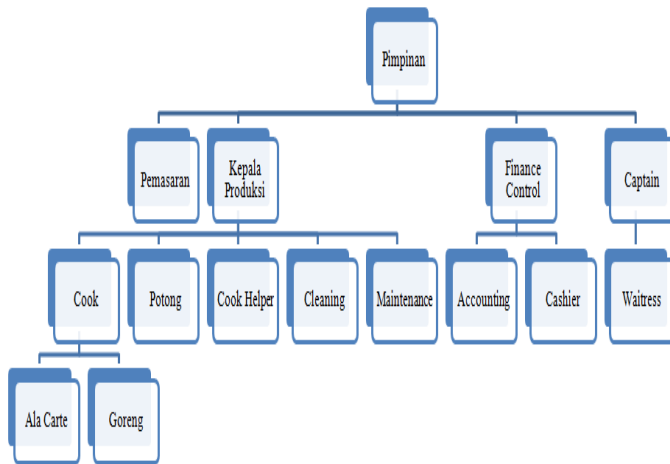 Pimpinan
Pemasaran
Kepala
Produksi
Finance
Control
Captain
Cook
Potong
Cook Helper
Cleaning
Maintenance
Accounting
Cashier
Waitress
Ala Carte
Goreng